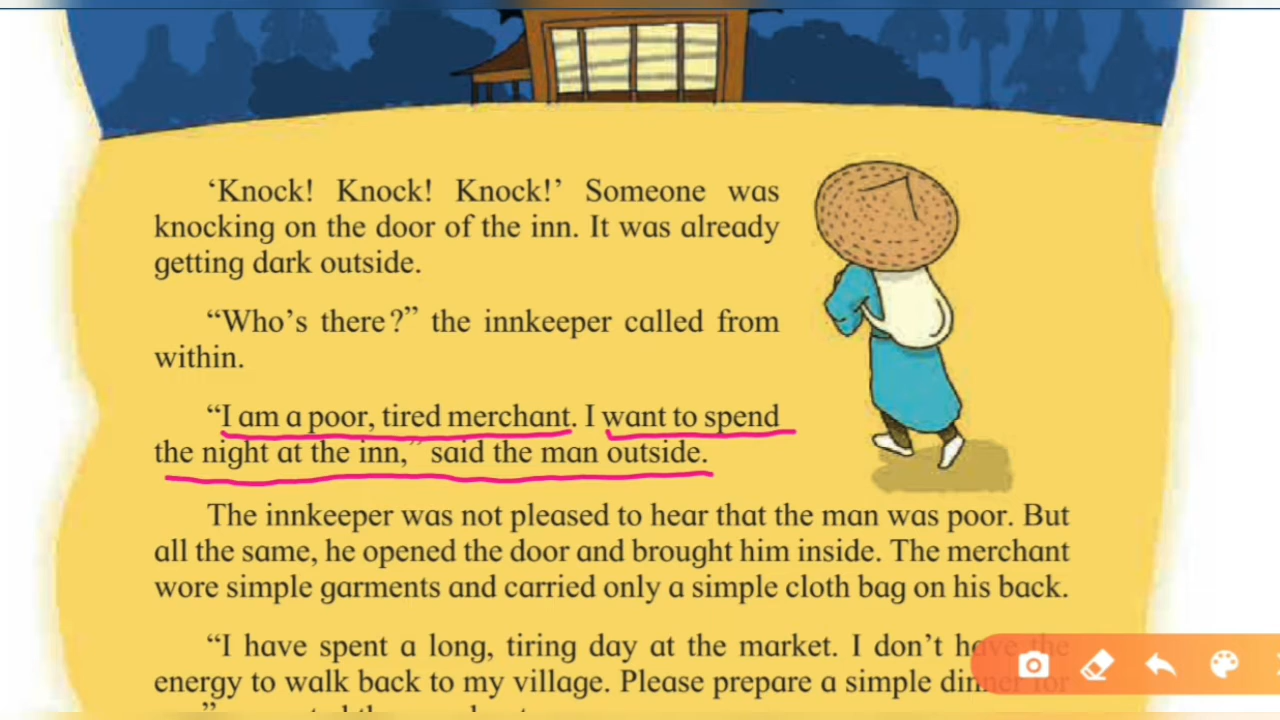 ‘Knock! Knock! Knock!’ Someone was
knocking on the door of the inn. It was already
getting dark outside.
“Who’s there?” the innkeeper called from
within.
“I am a poor, tired merchant. I want to spend
the night at the inn,” said the man outside.
The innkeeper was not pleased to hear that the man was poor. But
all the same, he opened the door and brought him inside. The merchant
wore simple garments and carried only a simple cloth bag on his back.
“I have spent a long, tiring day at the market. I don’t have the
energy to walk back to my village. Please prepare a simple dinner for